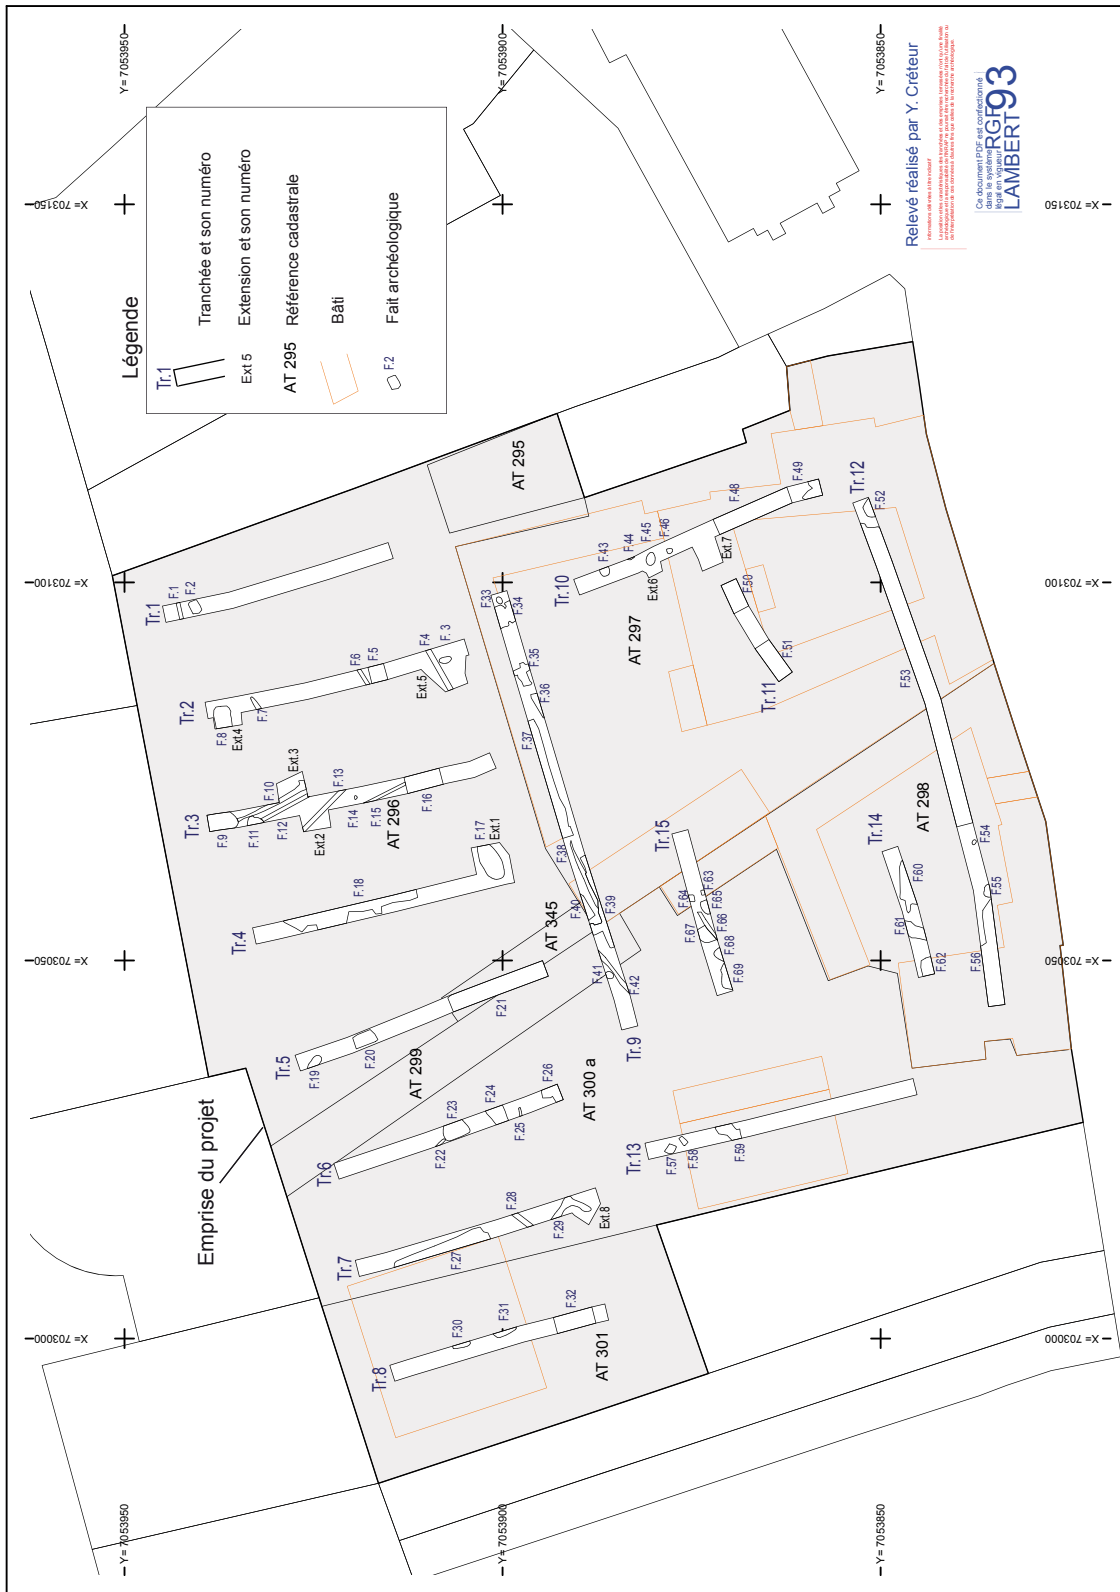 Y= 7053950
Y= 7053900
Y= 7053850
X= 703150
X= 703100
X= 703050
X= 703000
Légende
Tr.1
Tranchée et son numéro
Ext 5
Extension et son numéro
AT 295
Référence cadastrale
Bâti
F.2
Fait archéologique
Relevé réalisé par Y. Créteur
Ce document PDF est confectionné
dans le système
légal en vigueur
RGF93
LAMBERT
X= 703150
X= 703100
X= 703050
X= 703000
Y= 7053950
Y= 7053900
Y= 7053850
Emprise du projet
AT 295
AT 296
AT 297
AT 298
AT 299
AT 300 a
AT 301
AT 345
Tr.1
F.1
F.2
Tr.2
F.8
Ext.4
F.7
F.6
F.5
F.4
F. 3
Ext.5
Tr.3
F.9
F.10
Ext.3
F.11
F.12
Ext.2
F.13
F.14
F.15
F.16
Tr.4
F.18
F.17
Ext.1
Tr.5
F.19
F.20
F.21
Tr.6
F.22
F.23
F.24
F.25
F.26
Tr.7
F.27
F.28
F.29
Ext.8
Tr.8
F.30
F.31
F.32
Tr.9
F.33
F.34
F.35
F.36
F.37
F.38
F.39
F.40
F.41
F.42
Tr.10
F.43
F.44
F.45
F.46
Ext.6
Ext.7
F.48
F.49
Tr.11
F.50
F.51
Tr.12
F.52
F.53
F.54
F.55
F.56
Tr.13
F.57
F.58
F.59
Tr.14
F.60
F.61
F.62
Tr.15
F.63
F.64
F.65
F.66
F.67
F.68
F.69